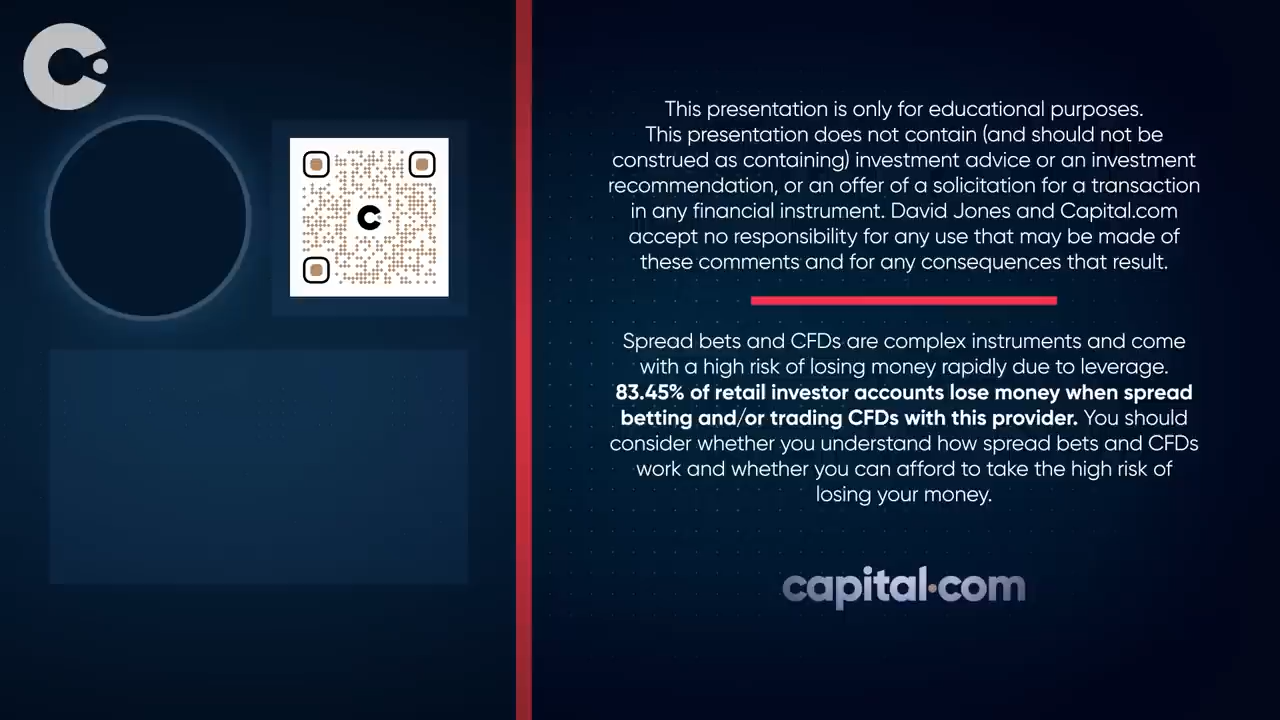 This presentation is only for educational purposes.
This presentation does not contain (and should not be
construed as containing) investment advice or an investment
recommendation, or an offer of a solicitation for a transaction
in any financial instrument. David Jones and Capital.com
accept no responsibility for any use that may be made of
these comments and for any consequences that result.
Spread bets and CFDs are complex instruments and come
with a high risk of losing money rapidly due to leverage.
83.45% of retail investor accounts lose money when spread
betting and/or trading CFDs with this provider. You should
consider whether you understand how spread bets and CFDs
work and whether you can afford to take the high risk of
losing your money.
capital.com